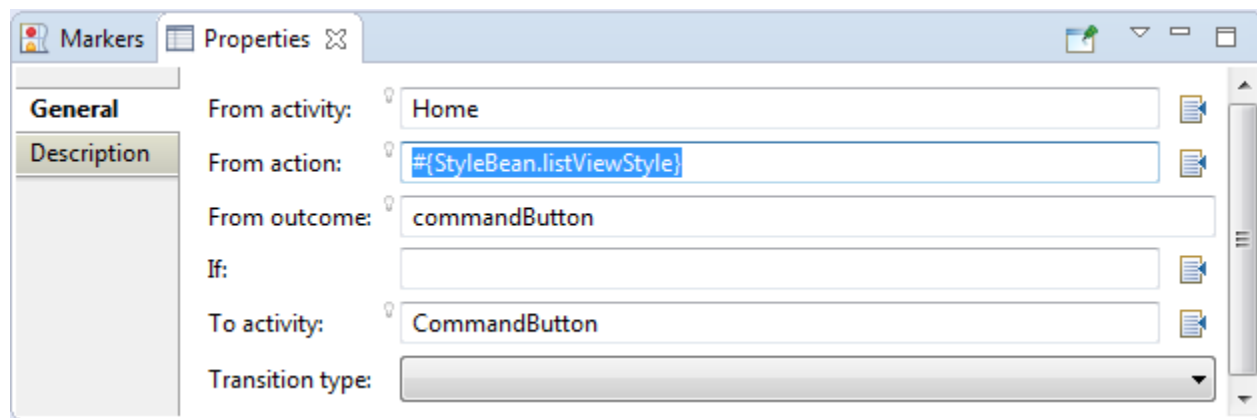 Markers Properties
General From activity: Home
Description From action: #{StyleBean.listViewStyle}
From outcome: commandButton
If:
To activity: CommandButton
Transition type: